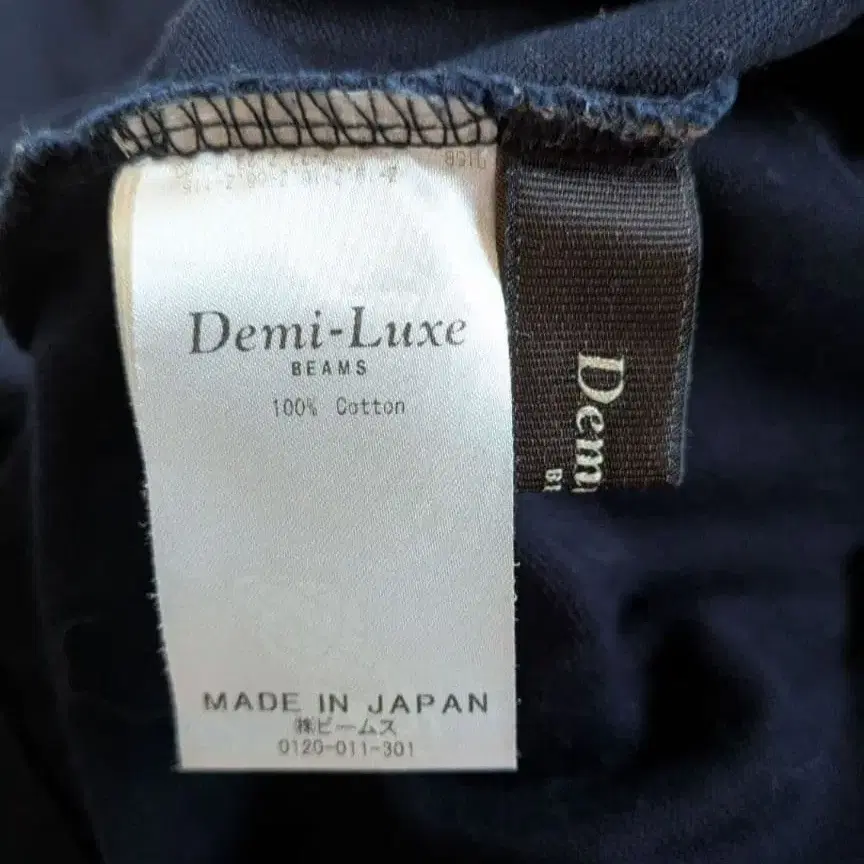 Demi-Luxe
BEAMS
100% Cotton
MADE IN JAPAN
㈱ビームス
0120-011-301
Dem